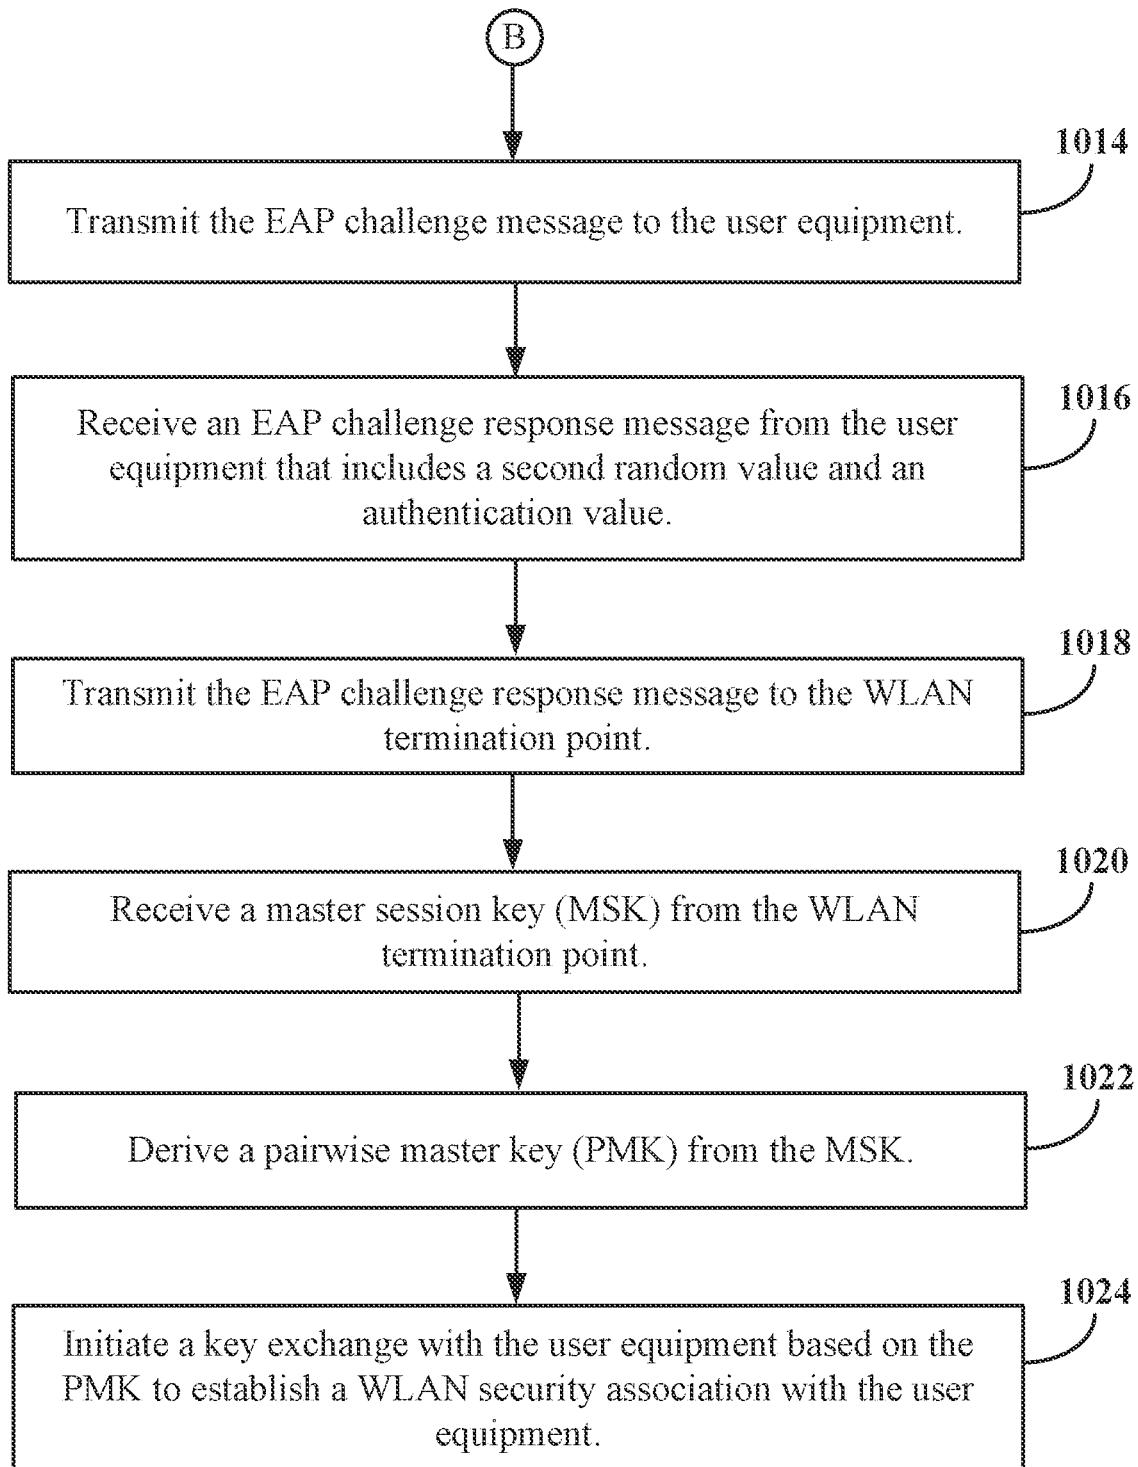 B
1014
Transmit the EAP challenge message to the user equipment.
1016
Receive an EAP challenge response message from the user
equipment that includes a second random value and an
authentication value.
1018
Transmit the EAP challenge response message to the WLAN
termination point.
1020
Receive a master session key (MSK) from the WLAN
termination point.
1022
Derive a pairwise master key (PMK) from the MSK.
1024
Initiate a key exchange with the user equipment based on the
PMK to establish a WLAN security association with the user
equipment.